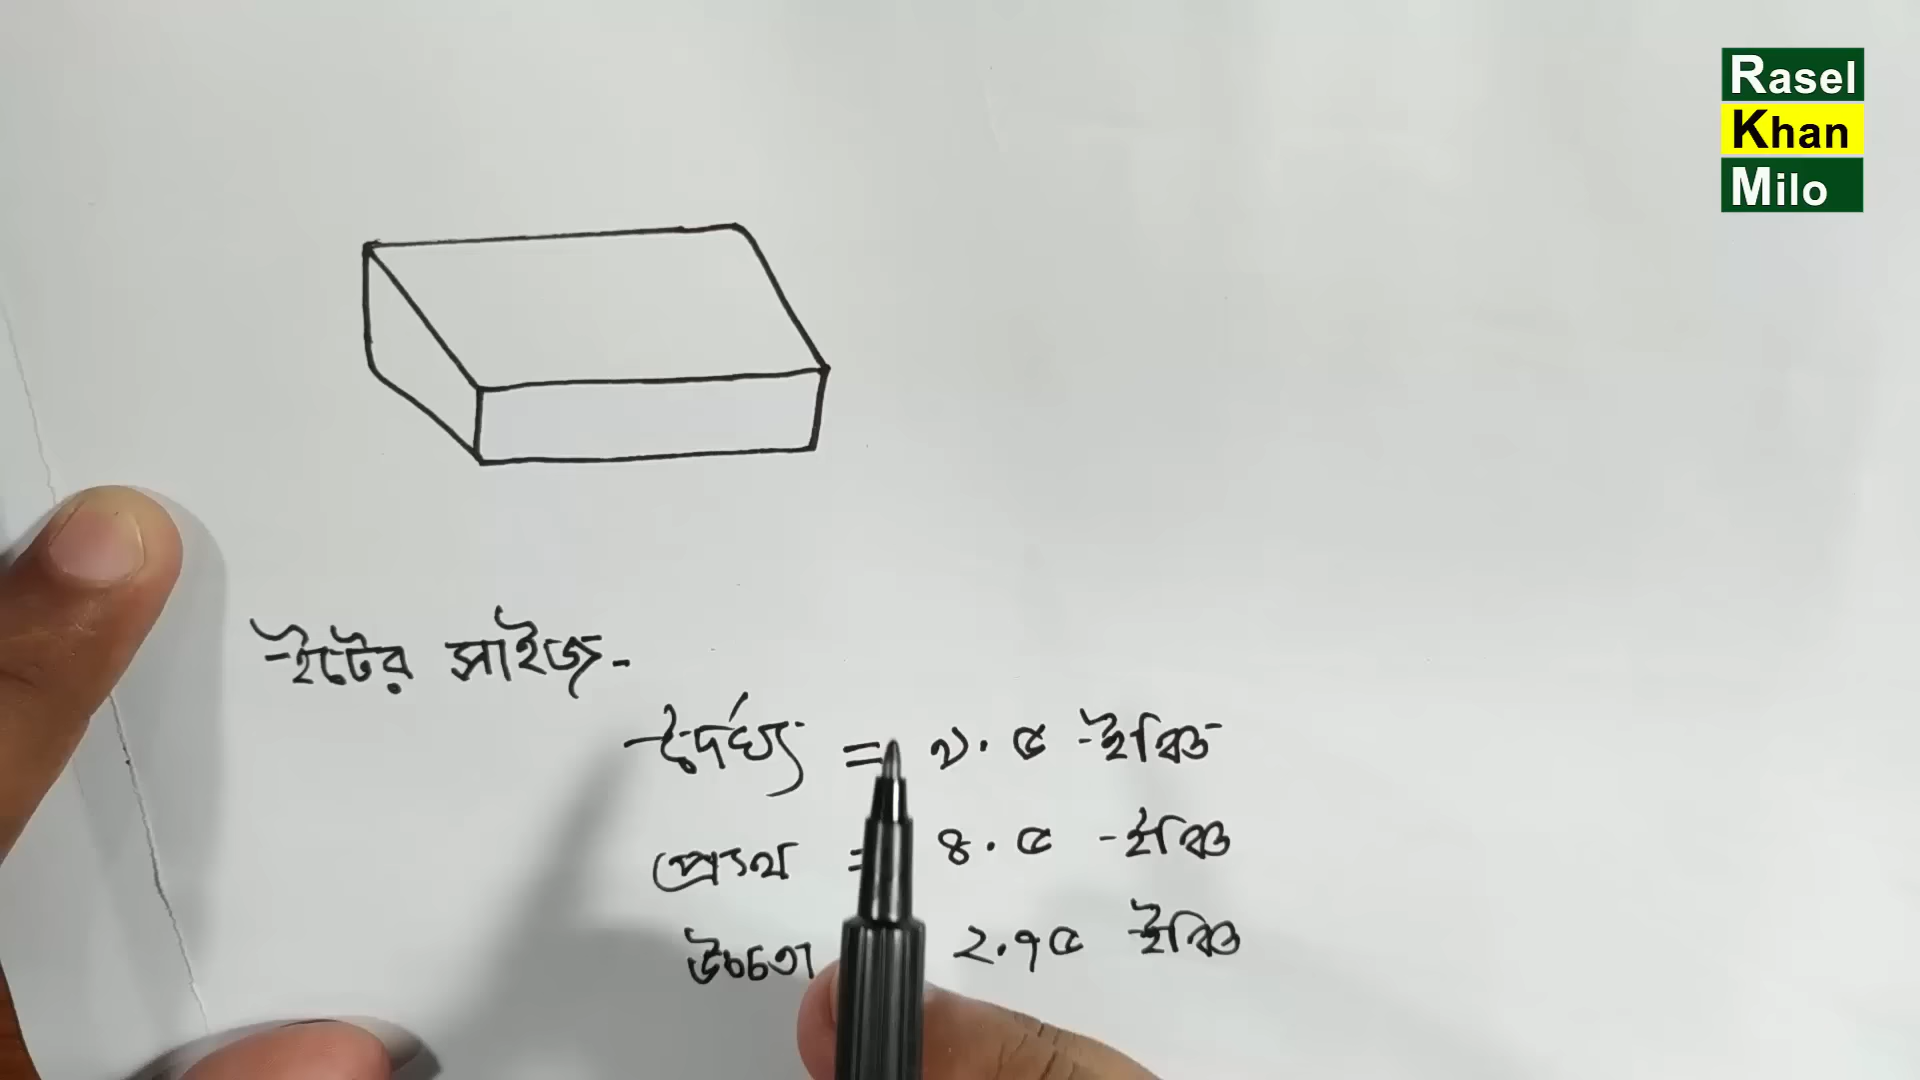 Rasel
Khan
Milo
ইটের সাইজ-
দৈর্ঘ্য = ৯.৫ ইঞ্চি
প্রস্থ = ৪.৫ ইঞ্চি
উচ্চতা ২.৭৫ ইঞ্চি